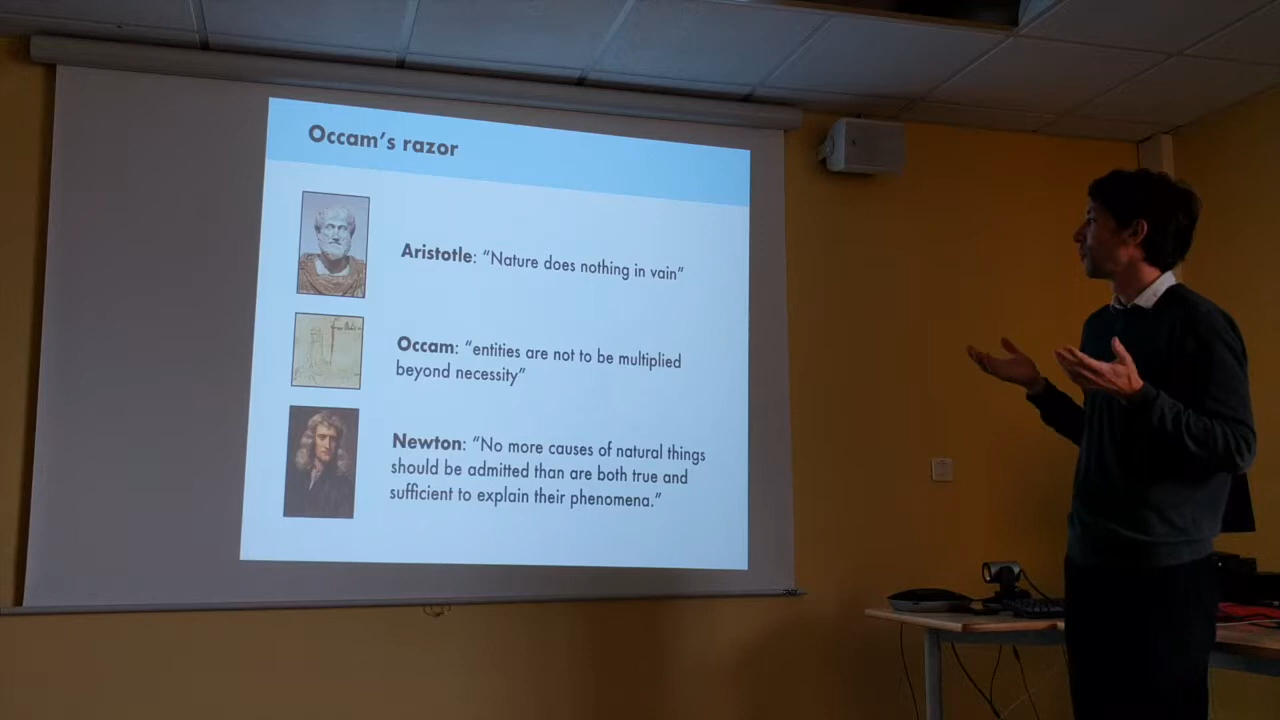 Occam's razor
Aristotle: “Nature does nothing in vain”
Occam: “entities are not to be multiplied
beyond necessity”
Newton: “No more causes of natural things
should be admitted than are both true and
sufficient to explain their phenomena.”